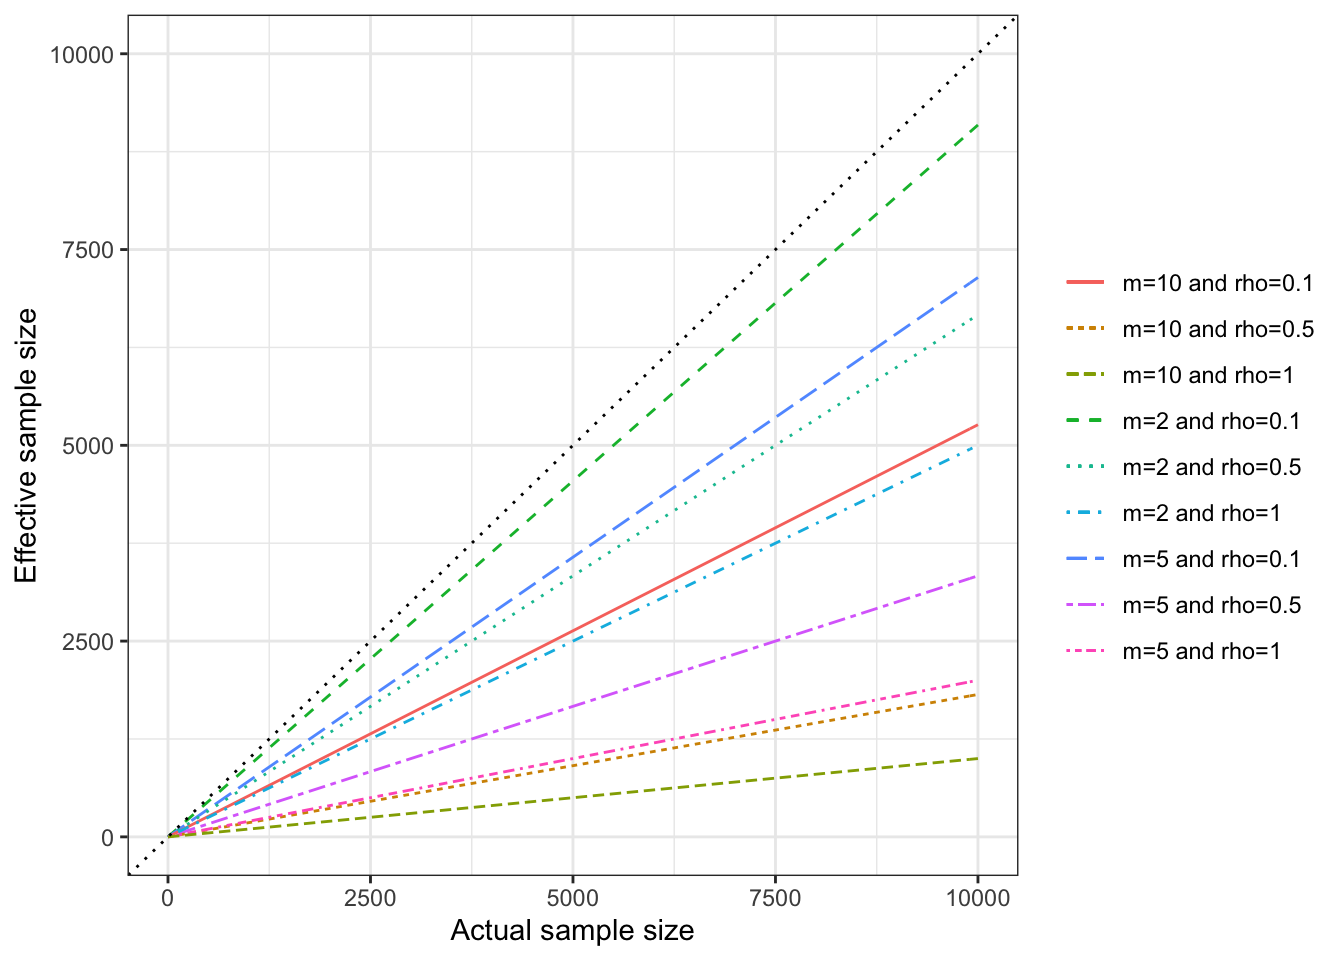 10000
7500
5000
2500
0
Effective sample size
0
2500
5000
7500
10000
Actual sample size
m=10 and rho=0.1
m=10 and rho=0.5
m=10 and rho=1
m=2 and rho=0.1
m=2 and rho=0.5
m=2 and rho=1
m=5 and rho=0.1
m=5 and rho=0.5
m=5 and rho=1